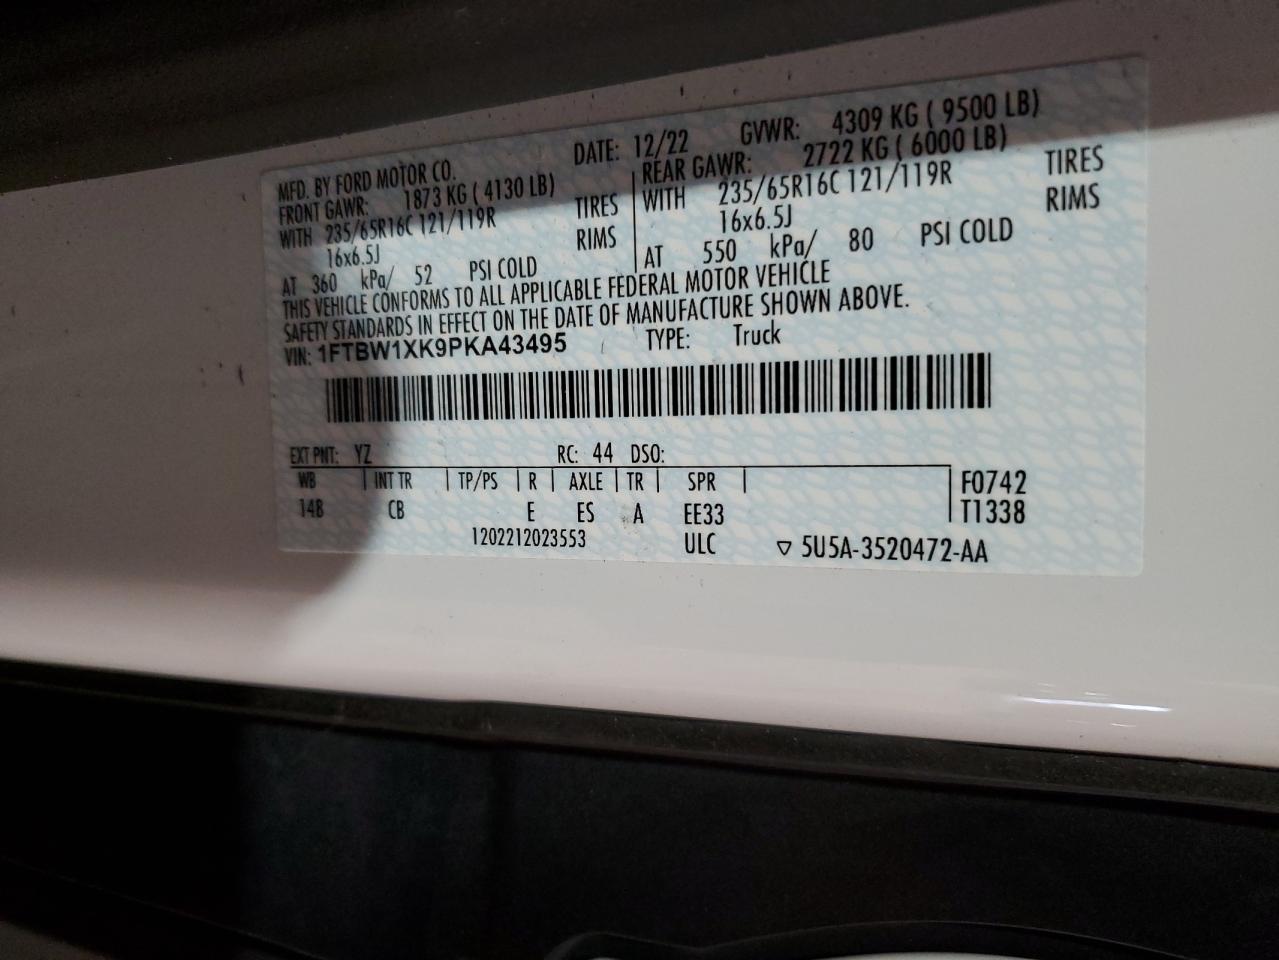 MFD. BY FORD MOTOR CO. DATE: 12/22 GVWR: 4309 KG ( 9500 LB)
FRONT GAWR: 1873 KG ( 4130 LB) REAR GAWR: 2722 KG ( 6000 LB)
WITH 235/65R16C 121/119R TIRES WITH 235/65R16C 121/119R TIRES
16x6.5J RIMS 16x6.5J RIMS
AT 360 kPa/ 52 PSI COLD AT 550 kPa/ 80 PSI COLD
THIS VEHICLE CONFORMS TO ALL APPLICABLE FEDERAL MOTOR VEHICLE
SAFETY STANDARDS IN EFFECT ON THE DATE OF MANUFACTURE SHOWN ABOVE.
VIN: 1FTBW1XK9PKA43495 TYPE: Truck
EXT PNT: YZ RC: 44 DSO:
WB INT TR TP/PS R AXLE TR SPR F0742
148 CB E ES A EE33 T1338
1202212023553 ULC ▽ 5U5A-3520472-AA